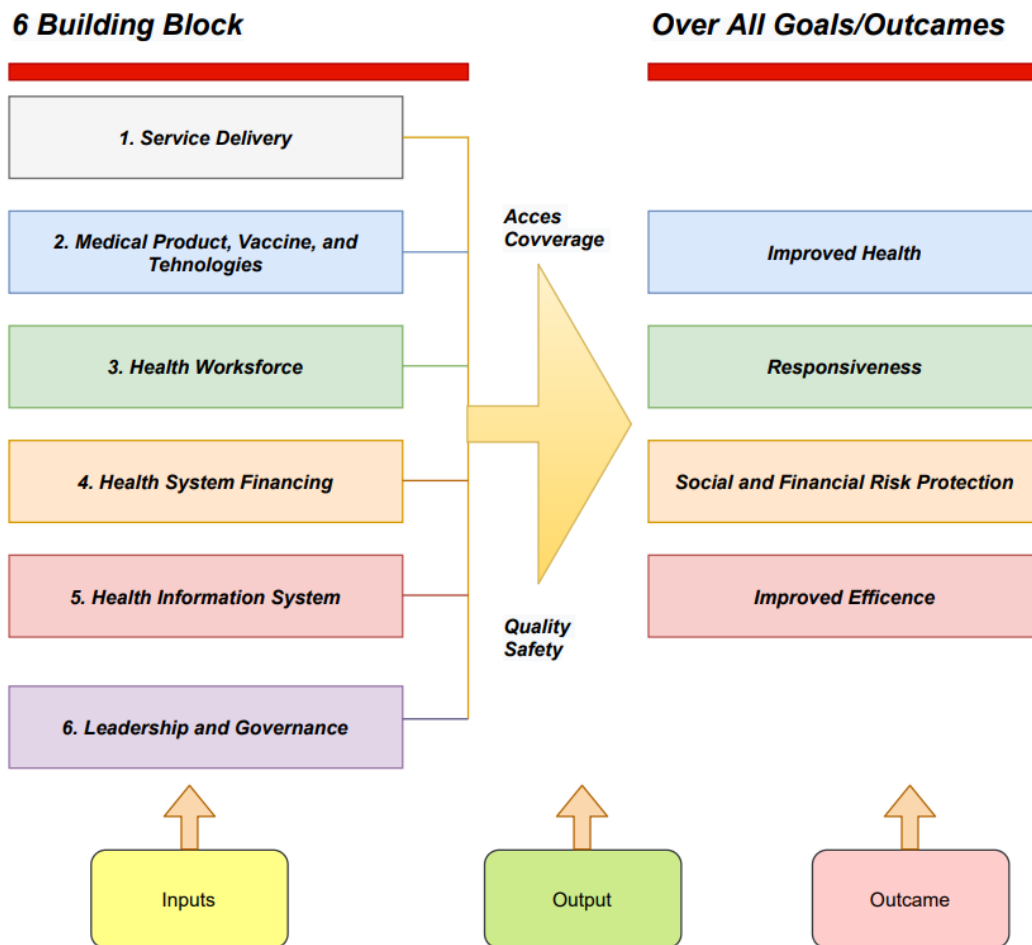 6 Building Block
Over All Goals/Outcames
1. Service Delivery
2. Medical Product, Vaccine, and
Tehnologies
3. Health Worksforce
4. Health System Financing
5. Health Information System
6. Leadership and Governance
Acces
Covverage
Quality
Safety
Improved Health
Responsiveness
Social and Financial Risk Protection
Improved Efficence
Inputs
Output
Outcame